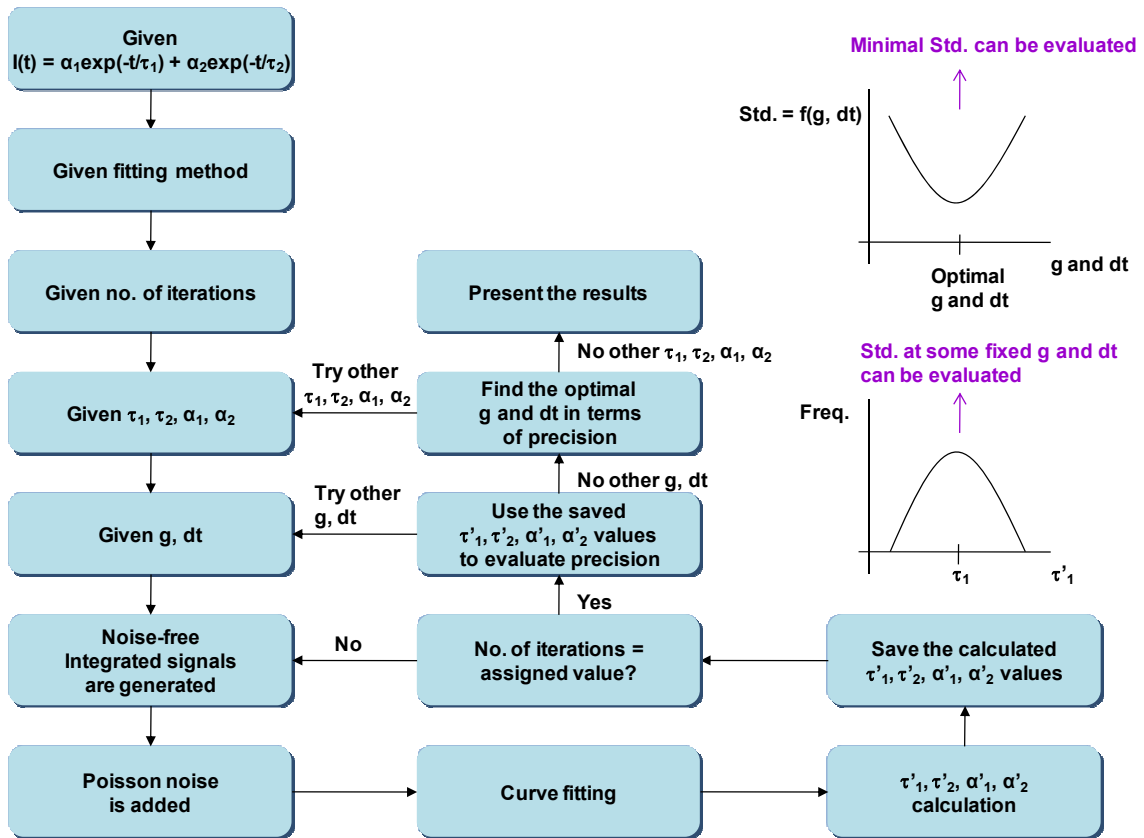 Given
I(t) = α₁exp(-t/τ₁) + α₂exp(-t/τ₂)
Given fitting method
Given no. of iterations
Given τ₁, τ₂, α₁, α₂
Given g, dt
Noise-free
Integrated signals
are generated
Poisson noise
is added
Curve fitting
τ'₁, τ'₂, α'₁, α'₂
calculation
Save the calculated
τ'₁, τ'₂, α'₁, α'₂ values
No. of iterations =
assigned value?
No
Yes
Use the saved
τ'₁, τ'₂, α'₁, α'₂ values
to evaluate precision
Try other
g, dt
No other g, dt
Find the optimal
g and dt in terms
of precision
Try other
τ₁, τ₂, α₁, α₂
No other τ₁, τ₂, α₁, α₂
Present the results
Minimal Std. can be evaluated
Std. = f(g, dt)
Optimal
g and dt
g and dt
Std. at some fixed g and dt
can be evaluated
Freq.
τ₁
τ'₁